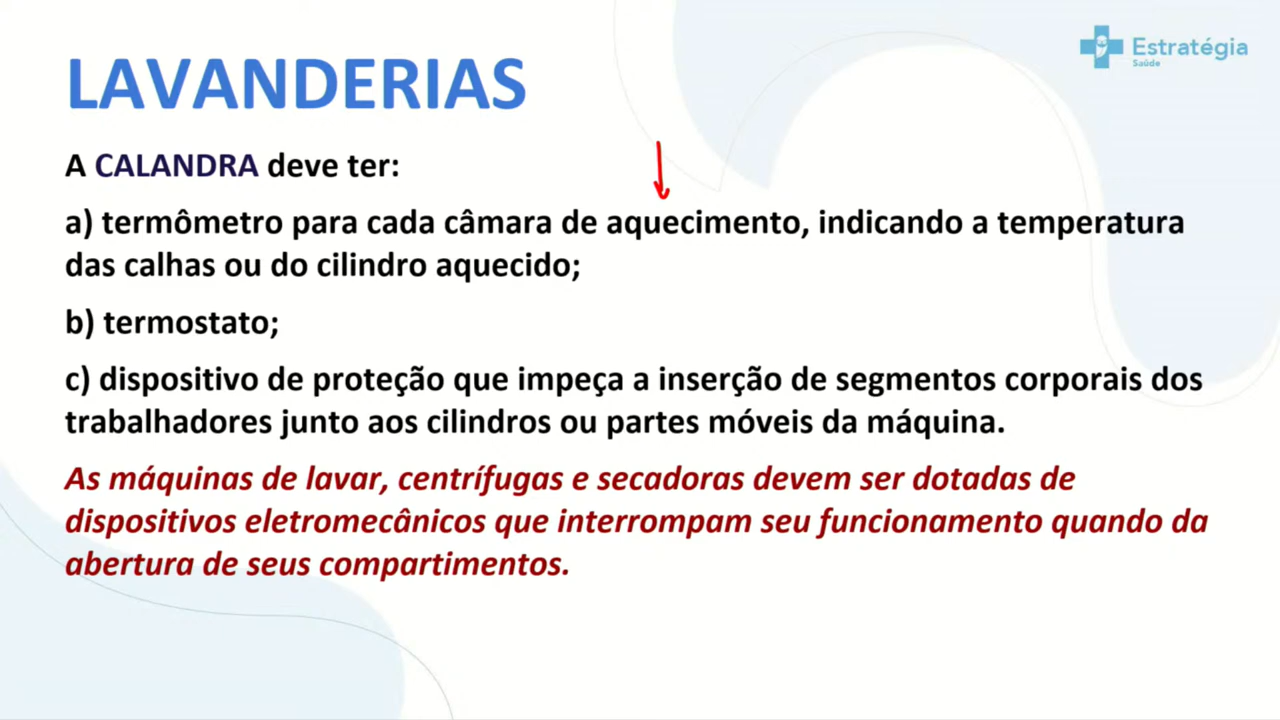 Estratégia
Saúde
LAVANDERIAS
A CALANDRA deve ter:
a) termômetro para cada câmara de aquecimento, indicando a temperatura
das calhas ou do cilindro aquecido;
b) termostato;
c) dispositivo de proteção que impeça a inserção de segmentos corporais dos
trabalhadores junto aos cilindros ou partes móveis da máquina.
As máquinas de lavar, centrífugas e secadoras devem ser dotadas de
dispositivos eletromecânicos que interrompam seu funcionamento quando da
abertura de seus compartimentos.